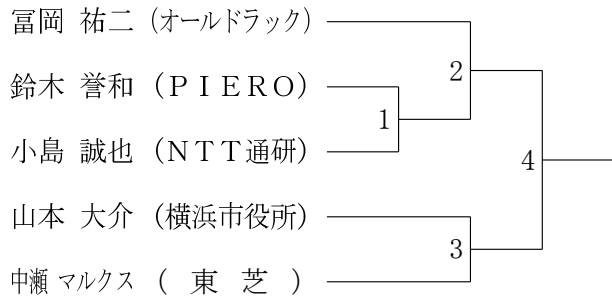 冨岡 祐二 (オールドラック)
鈴木 誉和 (ＰＩＥＲＯ)
小島 誠也 (ＮＴＴ通研)
山本 大介 (横浜市役所)
中瀬 マルクス ( 東 芝 )
1
2
3
4